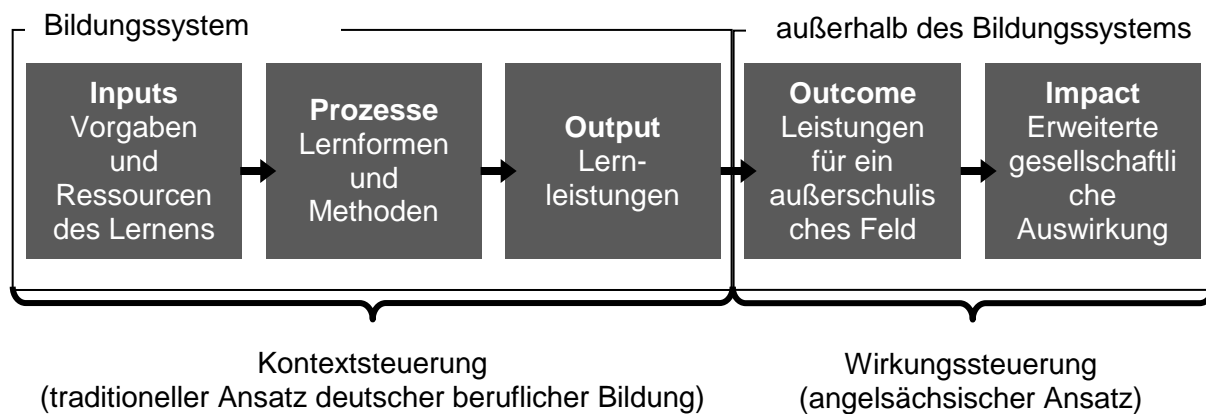 Bildungssystem
außerhalb des Bildungssystems
Inputs
Vorgaben
und
Ressourcen
des Lernens
Prozesse
Lernformen
und
Methoden
Output
Lern-
leistungen
Outcome
Leistungen
für ein
außerschulis
ches Feld
Impact
Erweiterte
gesellschaftli
che
Auswirkung
Kontextsteuerung
(traditioneller Ansatz deutscher beruflicher Bildung)
Wirkungssteuerung
(angelsächsischer Ansatz)